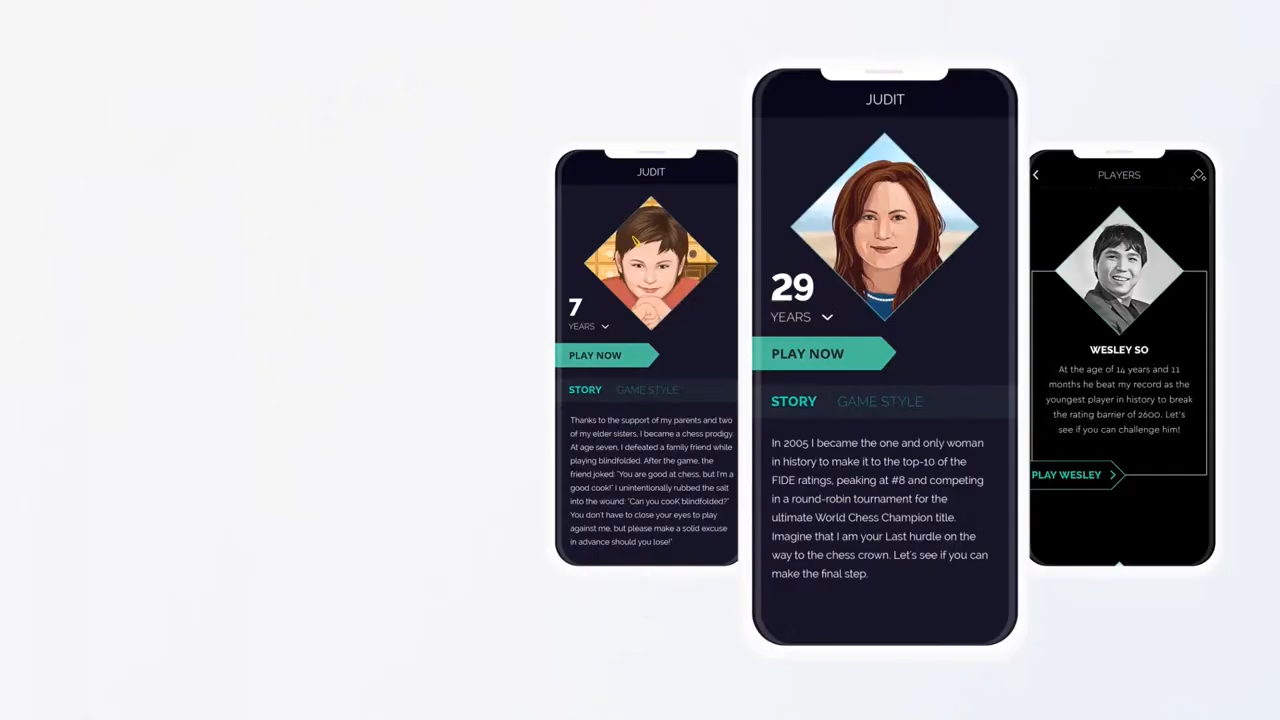 JUDIT
7
YEARS
PLAY NOW
STORY GAME STYLE
Thanks to the support of my parents and two
of my elder sisters, I became a chess prodigy.
At age seven, I defeated a family friend while
playing blindfolded. After the game, the
friend joked: "You are good at chess, but I'm a
good cook!" I unintentionally rubbed the salt
into the wound: "Can you cooK blindfolded?"
You don't have to close your eyes to play
against me, but please make a solid excuse
in advance should you lose!"
JUDIT
29
YEARS
PLAY NOW
STORY GAME STYLE
In 2005 I became the one and only woman
in history to make it to the top-10 of the
FIDE ratings, peaking at #8 and competing
in a round-robin tournament for the
ultimate World Chess Champion title.
Imagine that I am your Last hurdle on the
way to the chess crown. Let's see if you can
make the final step.
PLAYERS
WESLEY SO
At the age of 14 years and 11
months he beat my record as the
youngest player in history to break
the rating barrier of 2600. Let's
see if you can challenge him!
PLAY WESLEY